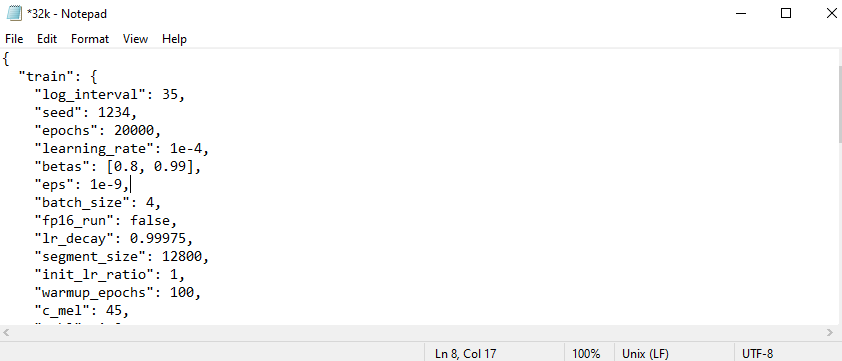 *32k - Notepad
File Edit Format View Help
{
"train": {
"log_interval": 35,
"seed": 1234,
"epochs": 20000,
"learning_rate": 1e-4,
"betas": [0.8, 0.99],
"eps": 1e-9,
"batch_size": 4,
"fp16_run": false,
"lr_decay": 0.99975,
"segment_size": 12800,
"init_lr_ratio": 1,
"warmup_epochs": 100,
"c_mel": 45,
Ln 8, Col 17 100% Unix (LF) UTF-8